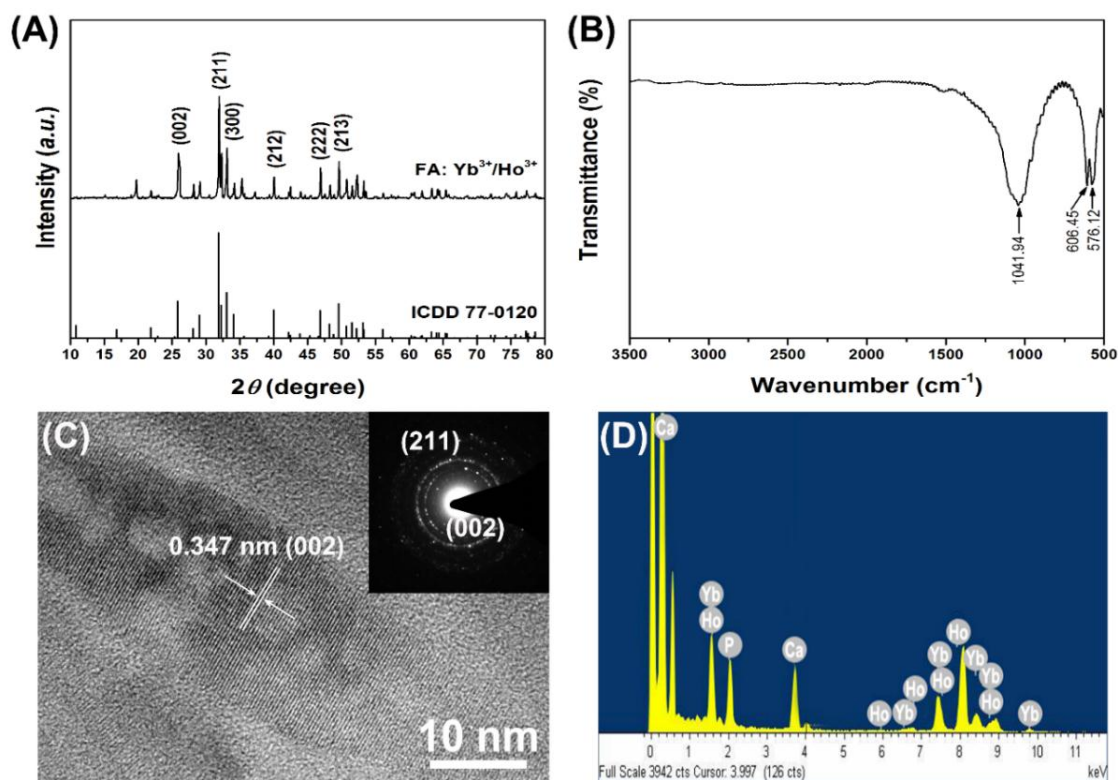 (A)
(002)
(211)
(300)
(212)
(222)
(213)
FA: Yb³⁺/Ho³⁺
ICDD 77-0120
Intensity (a.u.)
10 15 20 25 30 35 40 45 50 55 60 65 70 75 80
2θ (degree)
(B)
Transmittance (%)
1041.94
606.45
576.12
3500 3000 2500 2000 1500 1000 500
Wavenumber (cm⁻¹)
(C)
(211)
(002)
0.347 nm (002)
10 nm
(D)
Ca
Yb
Ho
P
Ca
Ho
Yb
Ho
Yb
Ho
Ho
Yb
Yb
Ho
Yb
0 1 2 3 4 5 6 7 8 9 10 11
Full Scale 3942 cts Cursor: 3.997 (126 cts) keV